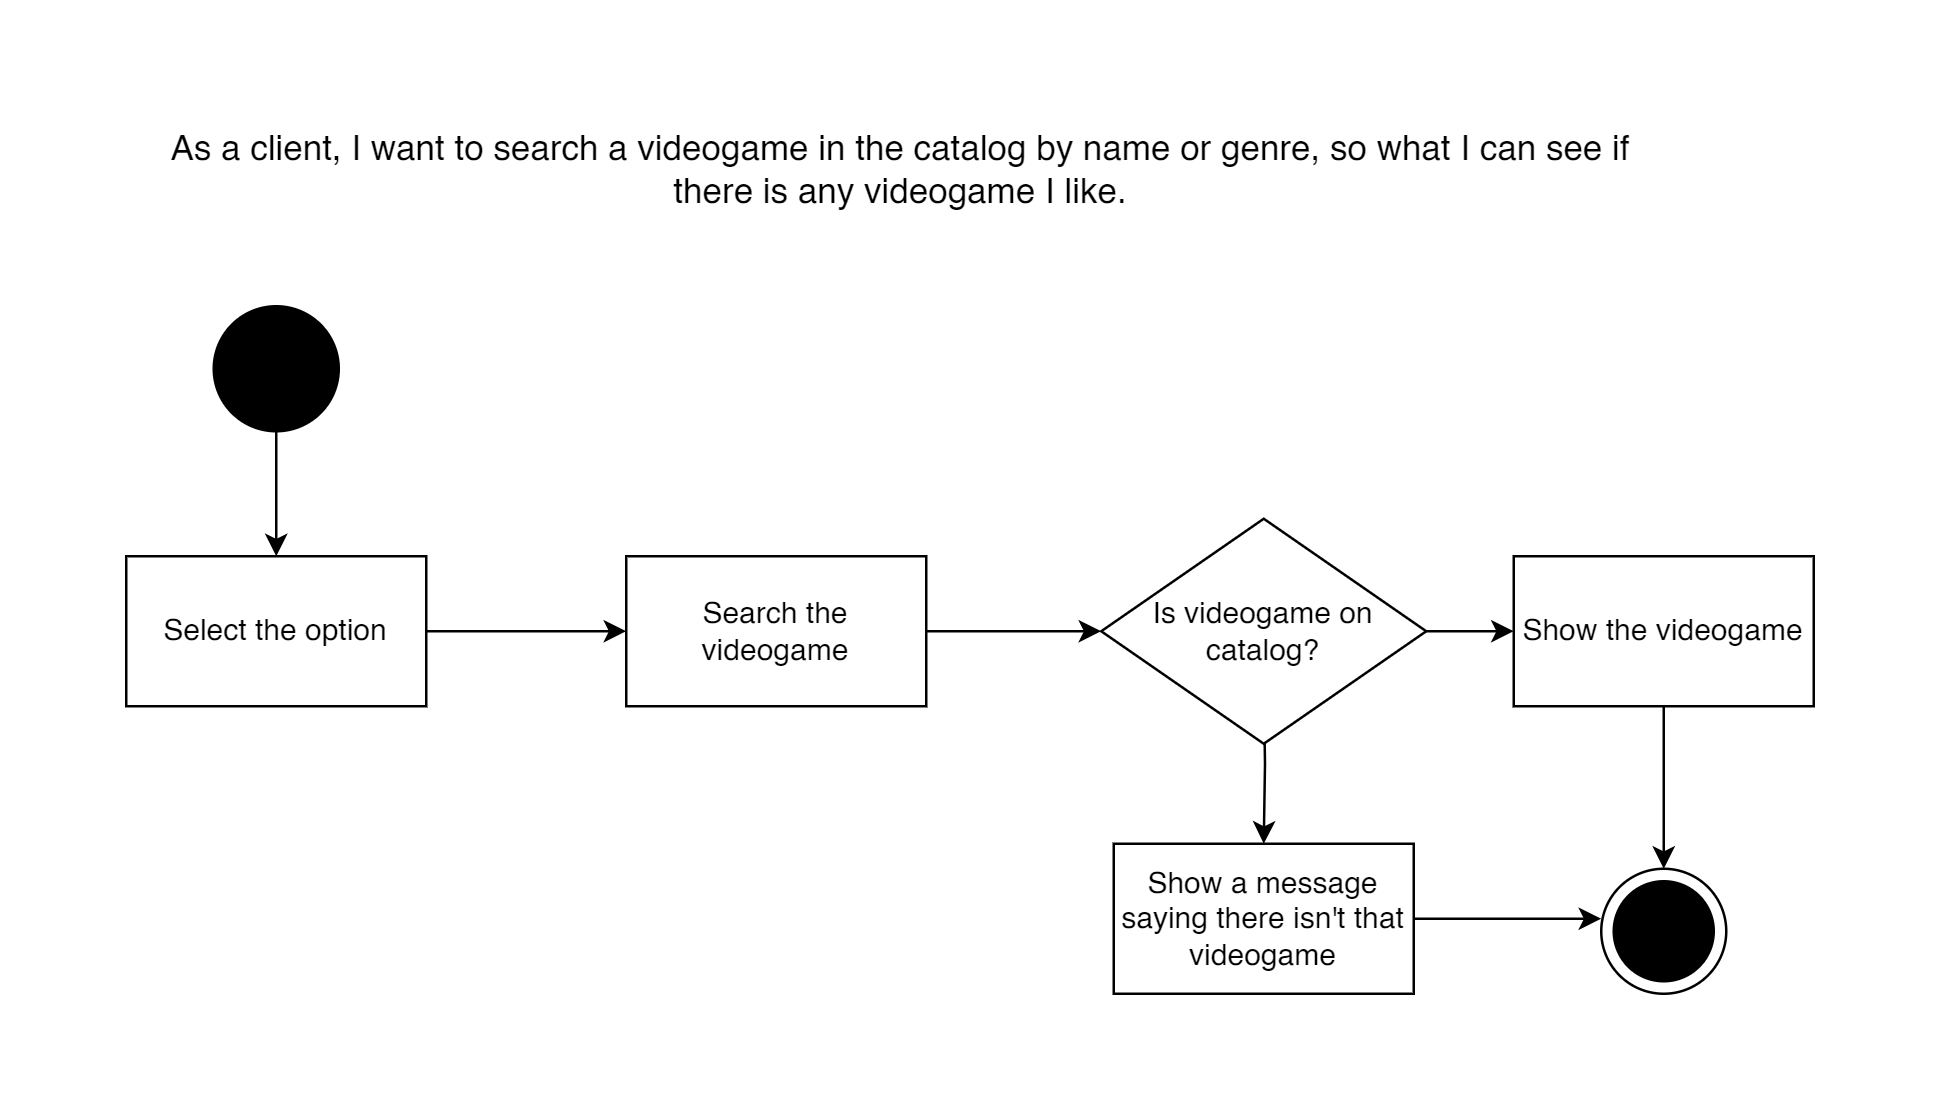 As a client, I want to search a videogame in the catalog by name or genre, so what I can see if
there is any videogame I like.
Select the option
Search the
videogame
Is videogame on
catalog?
Show the videogame
Show a message
saying there isn't that
videogame